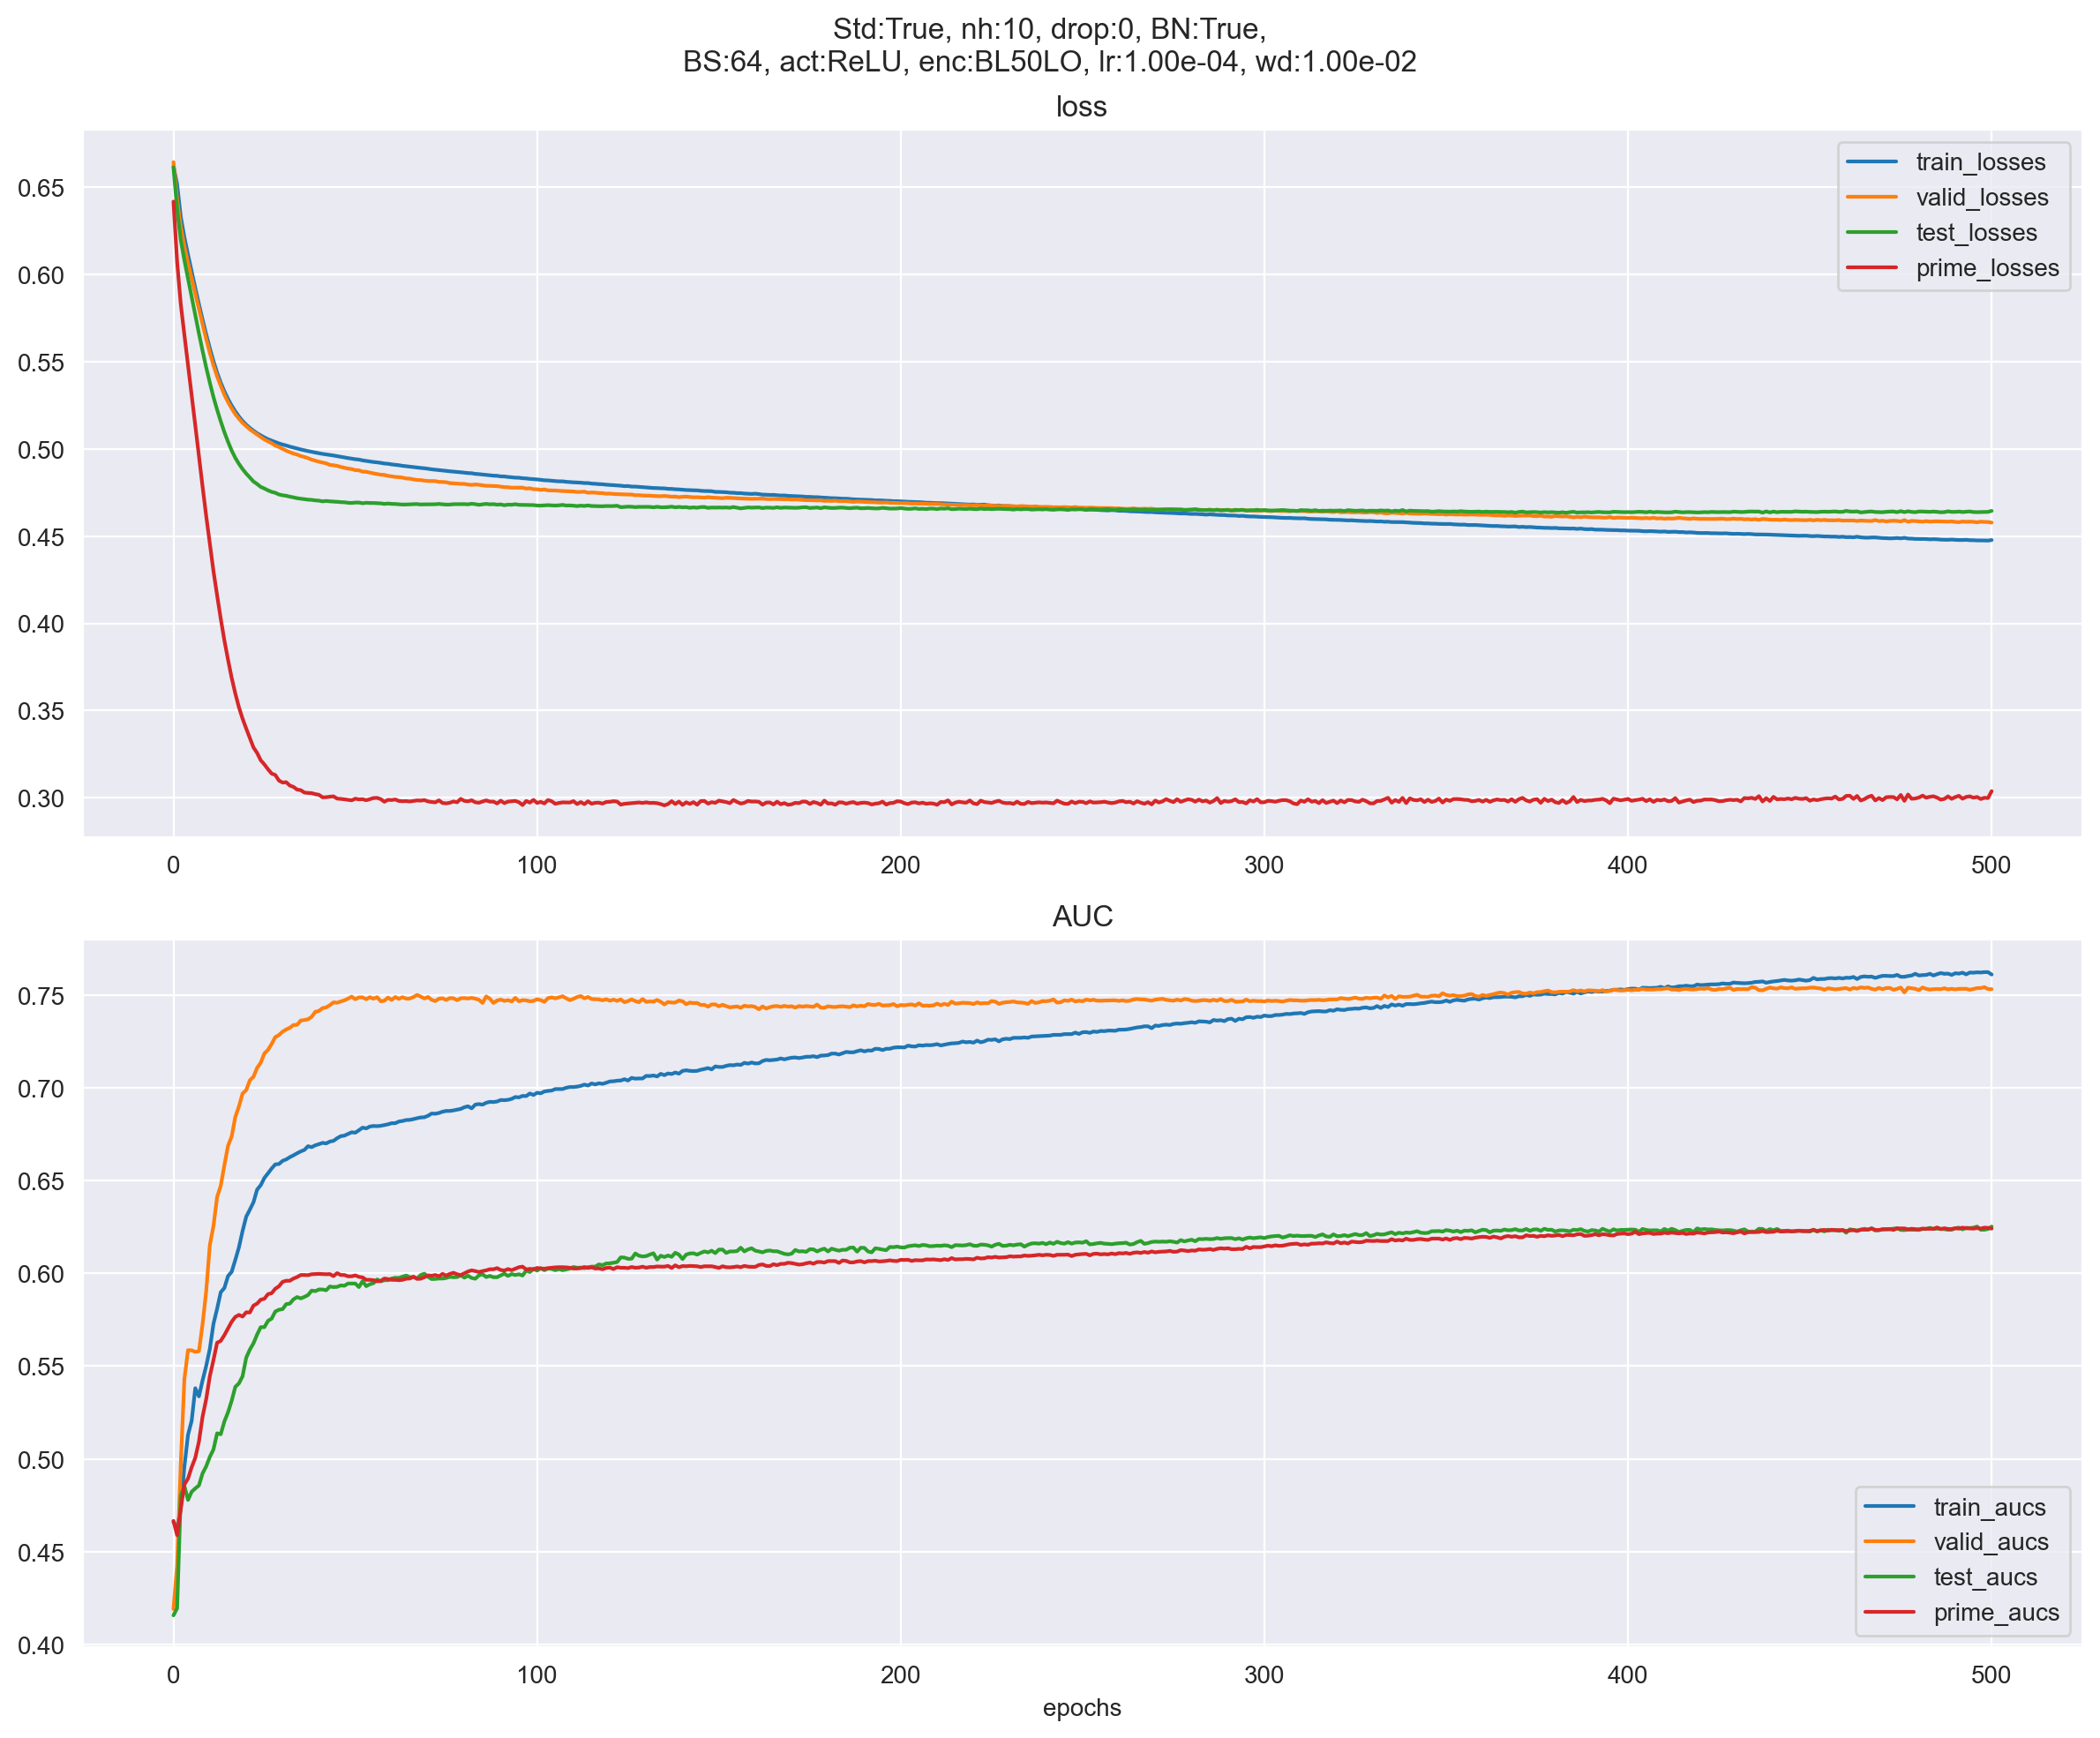 Std:True, nh:10, drop:0, BN:True,
BS:64, act:ReLU, enc:BL50LO, lr:1.00e-04, wd:1.00e-02
loss
train_losses
valid_losses
test_losses
prime_losses
0.65
0.60
0.55
0.50
0.45
0.40
0.35
0.30
0 100 200 300 400 500
AUC
0.75
0.70
0.65
0.60
0.55
0.50
0.45
0.40
train_aucs
valid_aucs
test_aucs
prime_aucs
0 100 200 300 400 500
epochs